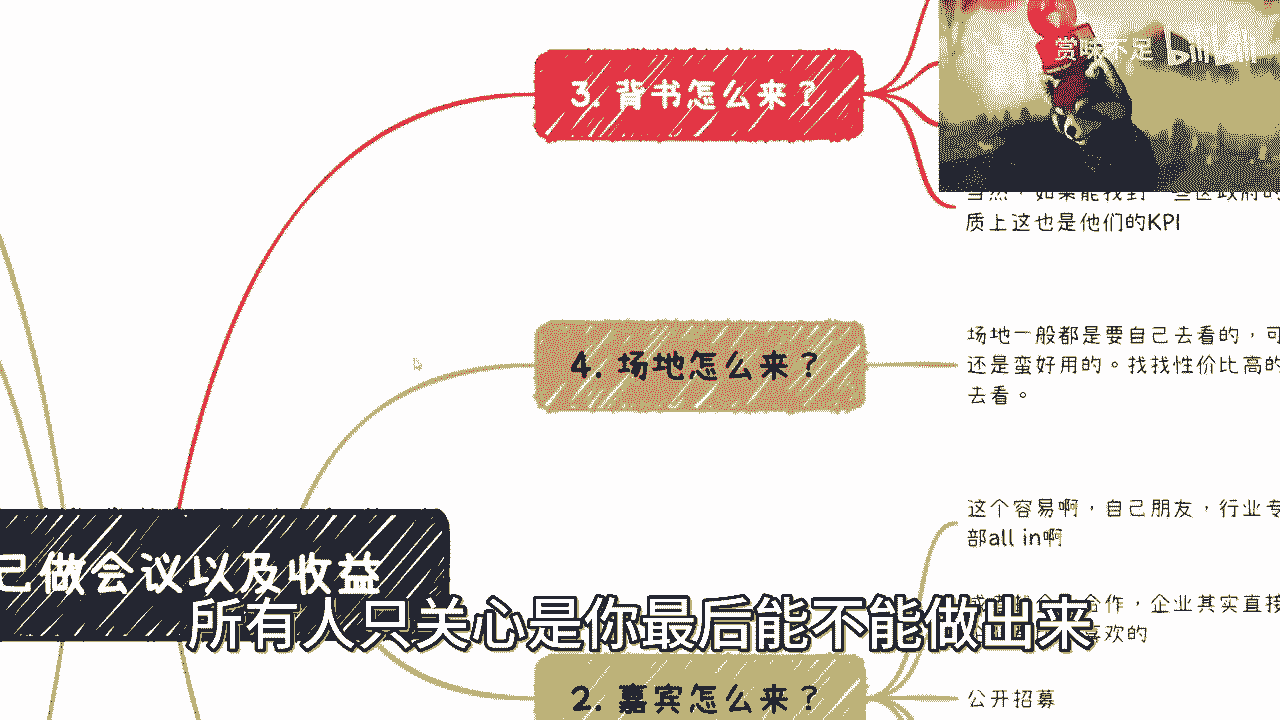 3. 背书怎么来？
赏味不足 bilibili
当然，如果能找到一些区政府的
质上这也是他们的KPI
4. 场地怎么来？
场地一般都是要自己去看的，可
还是蛮好用的。找找性价比高的
去看。
己做会议以及收益
所有人只关心是你最后能不能做出来
这个容易啊，自己朋友，行业专
部all in啊
合作，企业其实直接
喜欢的
2. 嘉宾怎么来？
公开招募